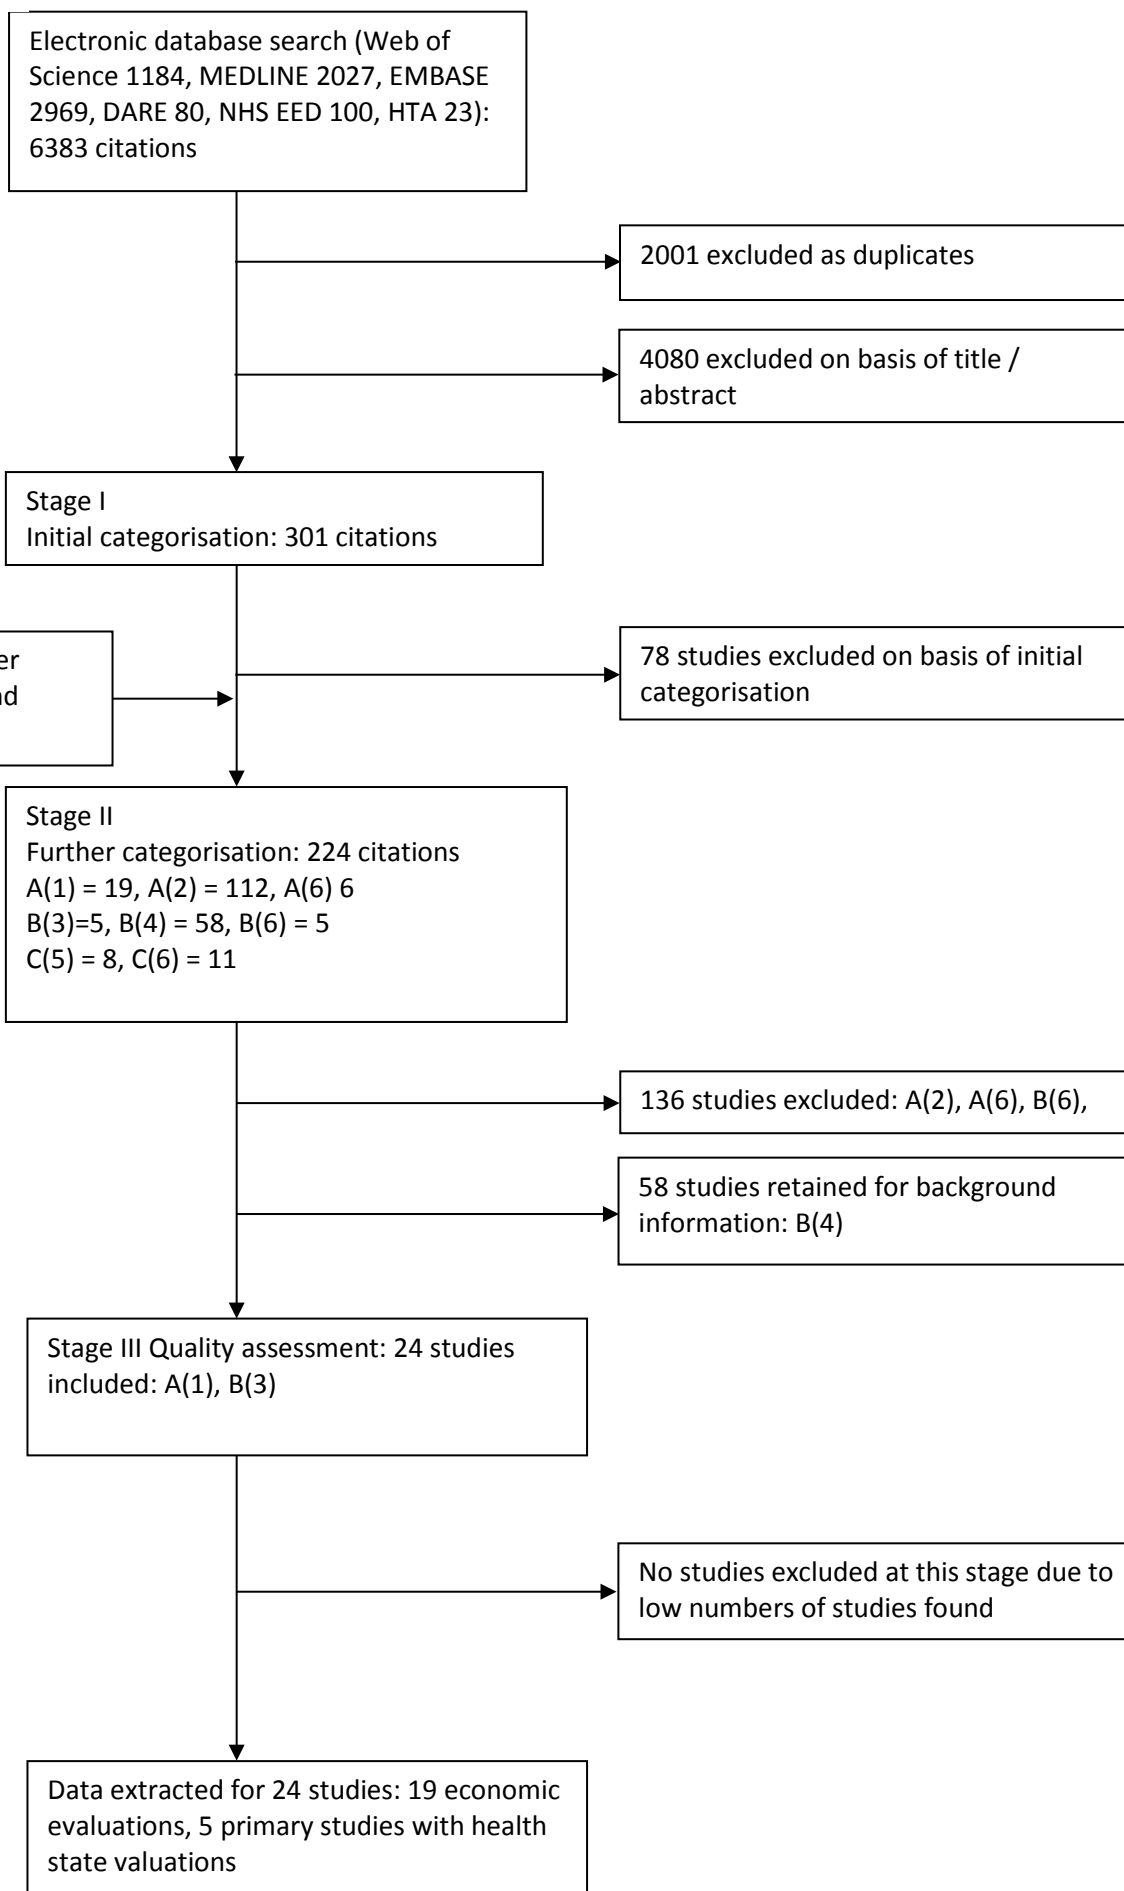 Electronic database search (Web of
Science 1184, MEDLINE 2027, EMBASE
2969, DARE 80, NHS EED 100, HTA 23):
6383 citations
2001 excluded as duplicates
4080 excluded on basis of title /
abstract
Stage I
Initial categorisation: 301 citations
78 studies excluded on basis of initial
categorisation
Stage II
Further categorisation: 224 citations
A(1) = 19, A(2) = 112, A(6) 6
B(3)=5, B(4) = 58, B(6) = 5
C(5) = 8, C(6) = 11
136 studies excluded: A(2), A(6), B(6),
58 studies retained for background
information: B(4)
Stage III Quality assessment: 24 studies
included: A(1), B(3)
No studies excluded at this stage due to
low numbers of studies found
Data extracted for 24 studies: 19 economic
evaluations, 5 primary studies with health
state valuations